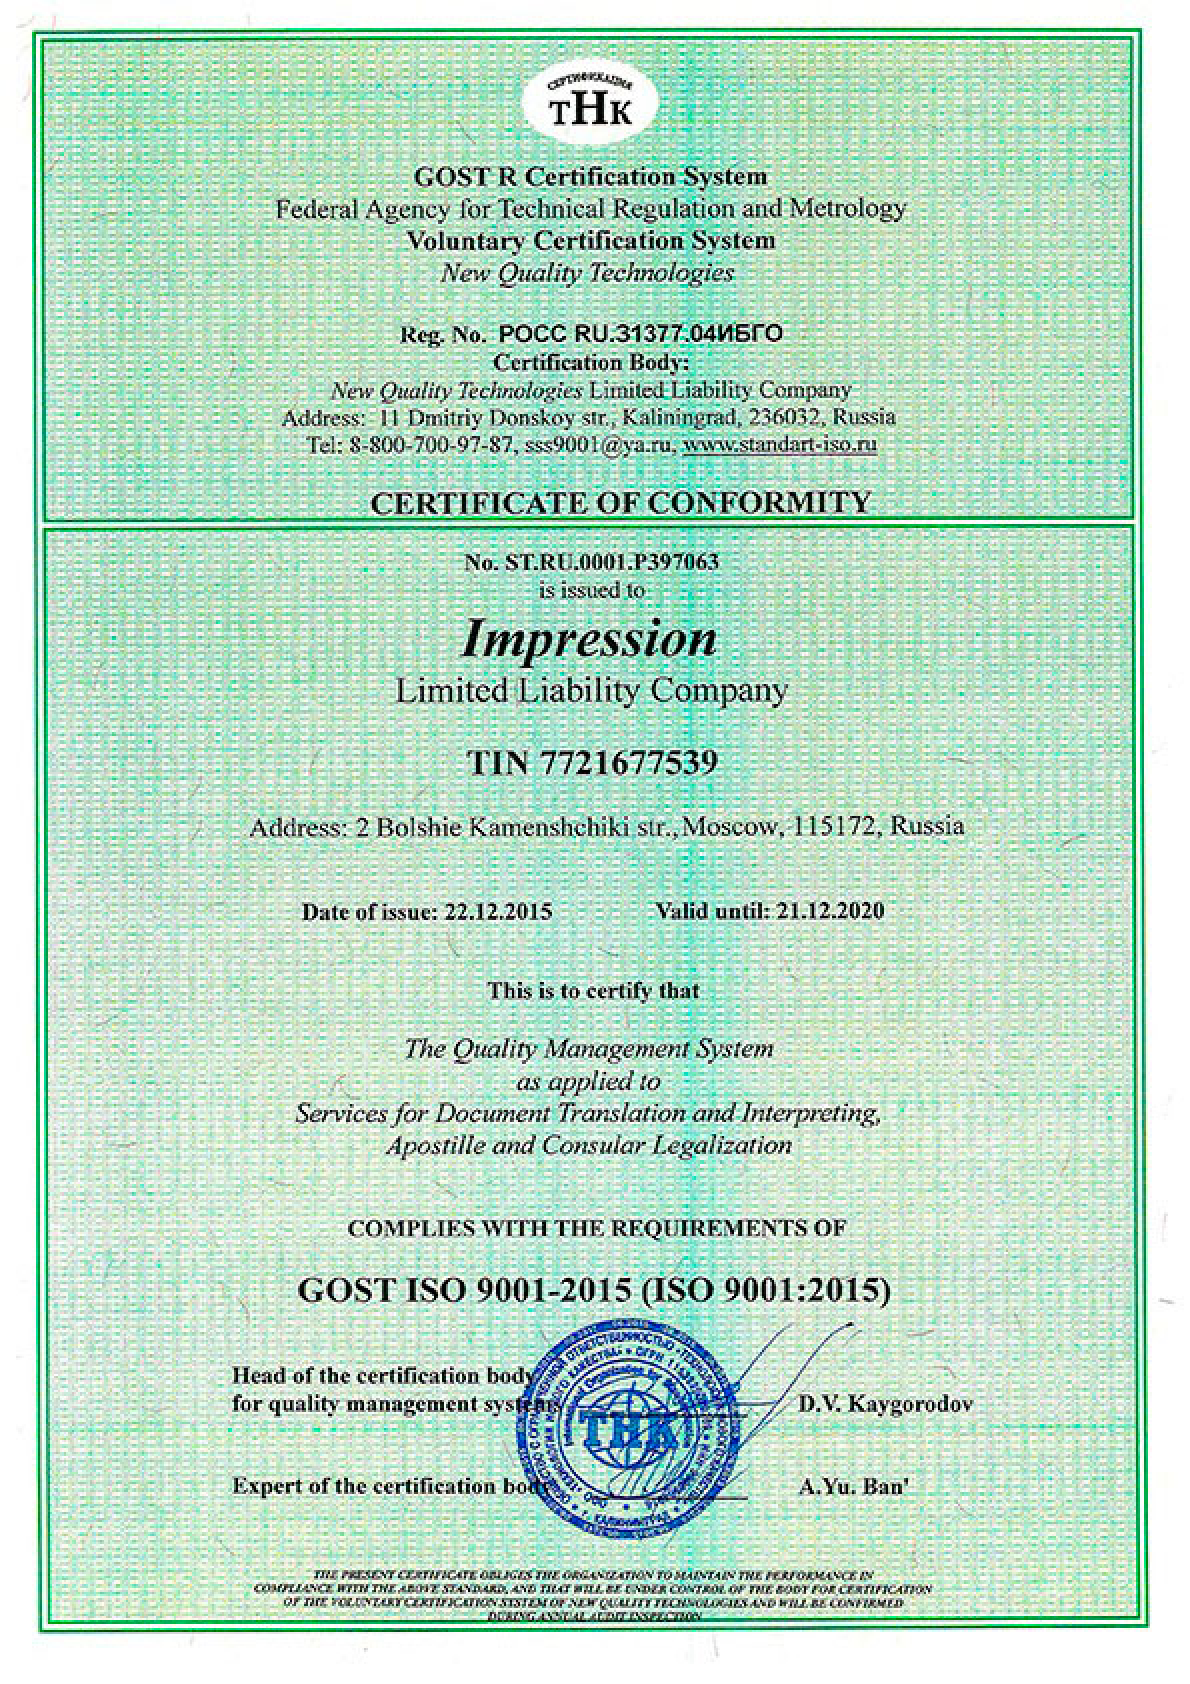 СЕРТИФИКАЦИЯ
ТНК
GOST R Certification System
Federal Agency for Technical Regulation and Metrology
Voluntary Certification System
New Quality Technologies
Reg. No. РОСС RU.31377.04ИБГО
Certification Body:
New Quality Technologies Limited Liability Company
Address: 11 Dmitriy Donskoy str., Kaliningrad, 236032, Russia
Tel: 8-800-700-97-87, sss9001@ya.ru, www.standart-iso.ru
CERTIFICATE OF CONFORMITY
No. ST.RU.0001.P397063
is issued to
Impression
Limited Liability Company
TIN 7721677539
Address: 2 Bolshie Kamenshchiki str., Moscow, 115172, Russia
Date of issue: 22.12.2015 Valid until: 21.12.2020
This is to certify that
The Quality Management System
as applied to
Services for Document Translation and Interpreting,
Apostille and Consular Legalization
COMPLIES WITH THE REQUIREMENTS OF
GOST ISO 9001-2015 (ISO 9001:2015)
Head of the certification body
for quality management systems D.V. Kaygorodov
ТНК
Expert of the certification body A.Yu. Ban'
THE PRESENT CERTIFICATE OBLIGES THE ORGANIZATION TO MAINTAIN THE PERFORMANCE IN
COMPLIANCE WITH THE ABOVE STANDARD, AND THAT WILL BE UNDER CONTROL OF THE BODY FOR CERTIFICATION
OF THE VOLUNTARY CERTIFICATION SYSTEM OF NEW QUALITY TECHNOLOGIES AND WILL BE CONFIRMED
DURING ANNUAL AUDIT INSPECTION